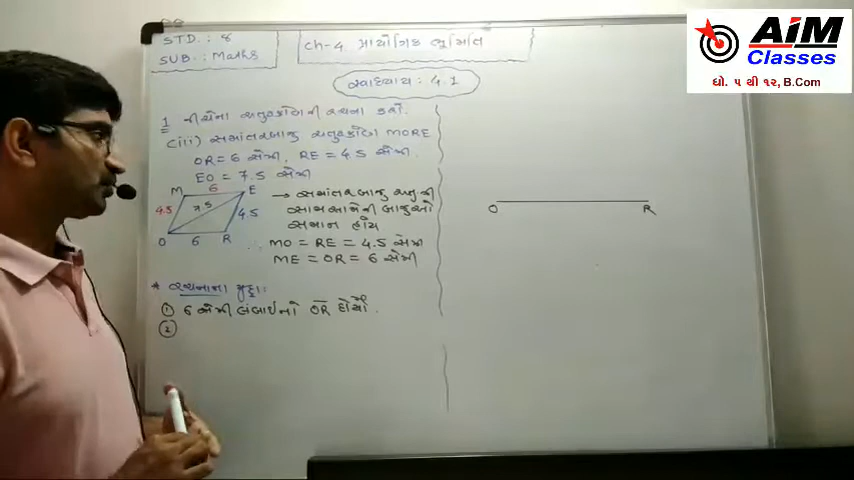 STD. : 8
SUB. : Maths
Ch-4 પ્રાયોગિક ભૂમિતિ
સ્વાધ્યાય : 4.1
AiM
Classes
ધો. ૫ થી ૧૨, B.Com
1 નીચેના ચતુષ્કોણની રચના કરો.
(iii) સમાંતરબાજુ ચતુષ્કોણ MORE
OR = 6 સેમી, RE = 4.5 સેમી
EO = 7.5 સેમી
M 6 E
4.5 7.5 4.5
O 6 R
→ સમાંતરબાજુ ચતુ.ની
સામસામેની બાજુઓ
સમાન હોય
∴ MO = RE = 4.5 સેમી
ME = OR = 6 સેમી
* રચનાના મુદ્દા:
① 6 સેમી લંબાઈનો OR દોર્યો.
②
O R